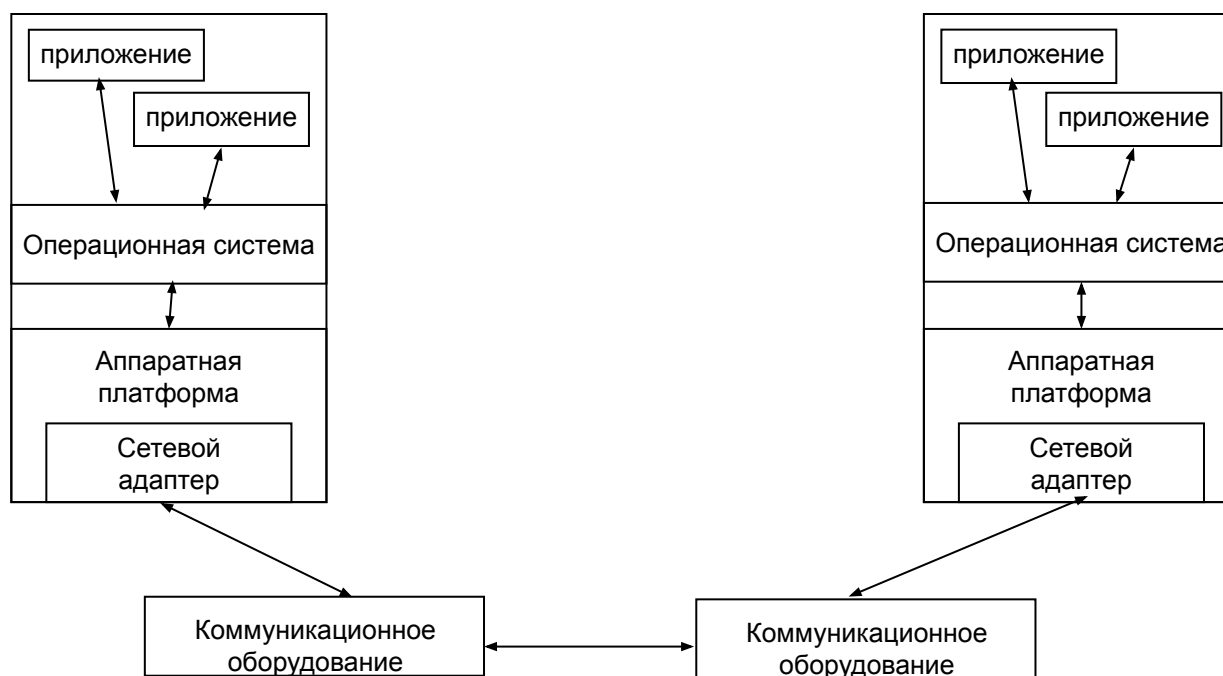 приложение
приложение
Операционная система
Аппаратная
платформа
Сетевой
адаптер
приложение
приложение
Операционная система
Аппаратная
платформа
Сетевой
адаптер
Коммуникационное
оборудование
Коммуникационное
оборудование